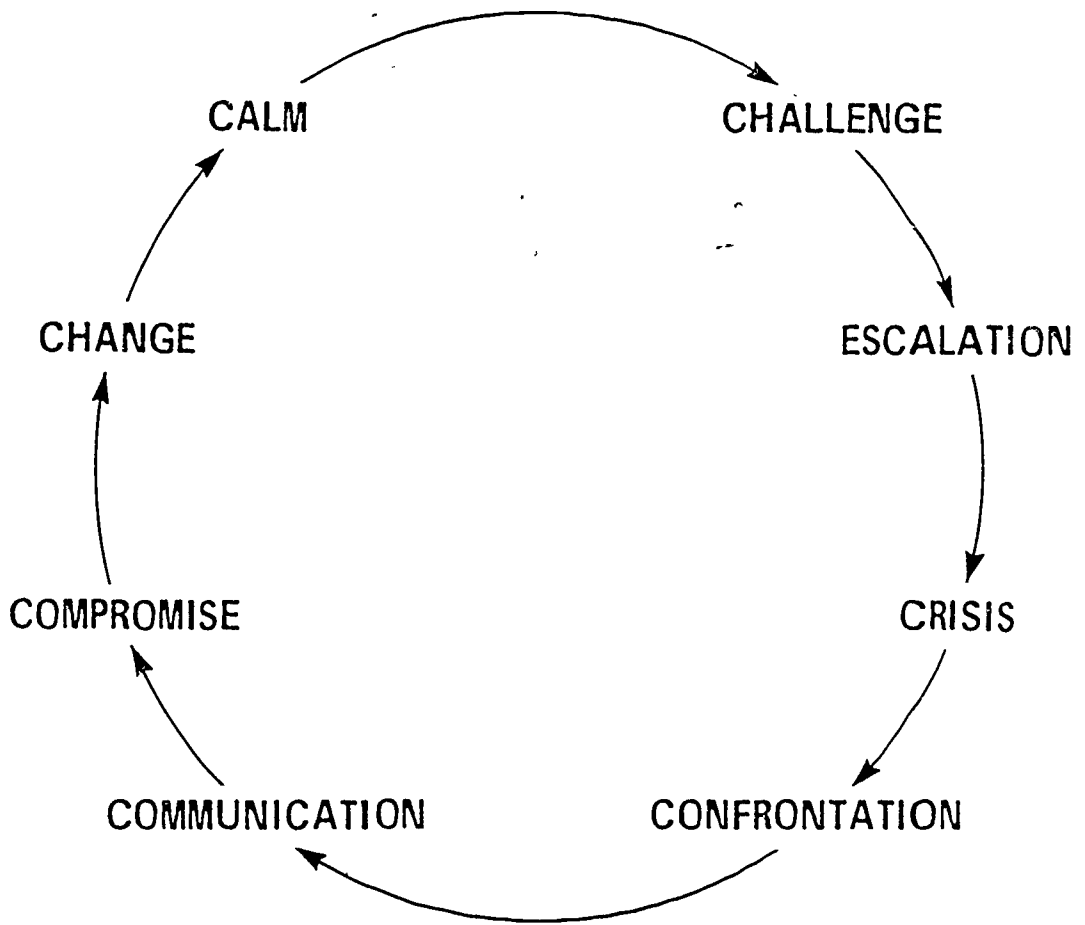 CALM
CHALLENGE
ESCALATION
CRISIS
CONFRONTATION
COMMUNICATION
COMPROMISE
CHANGE